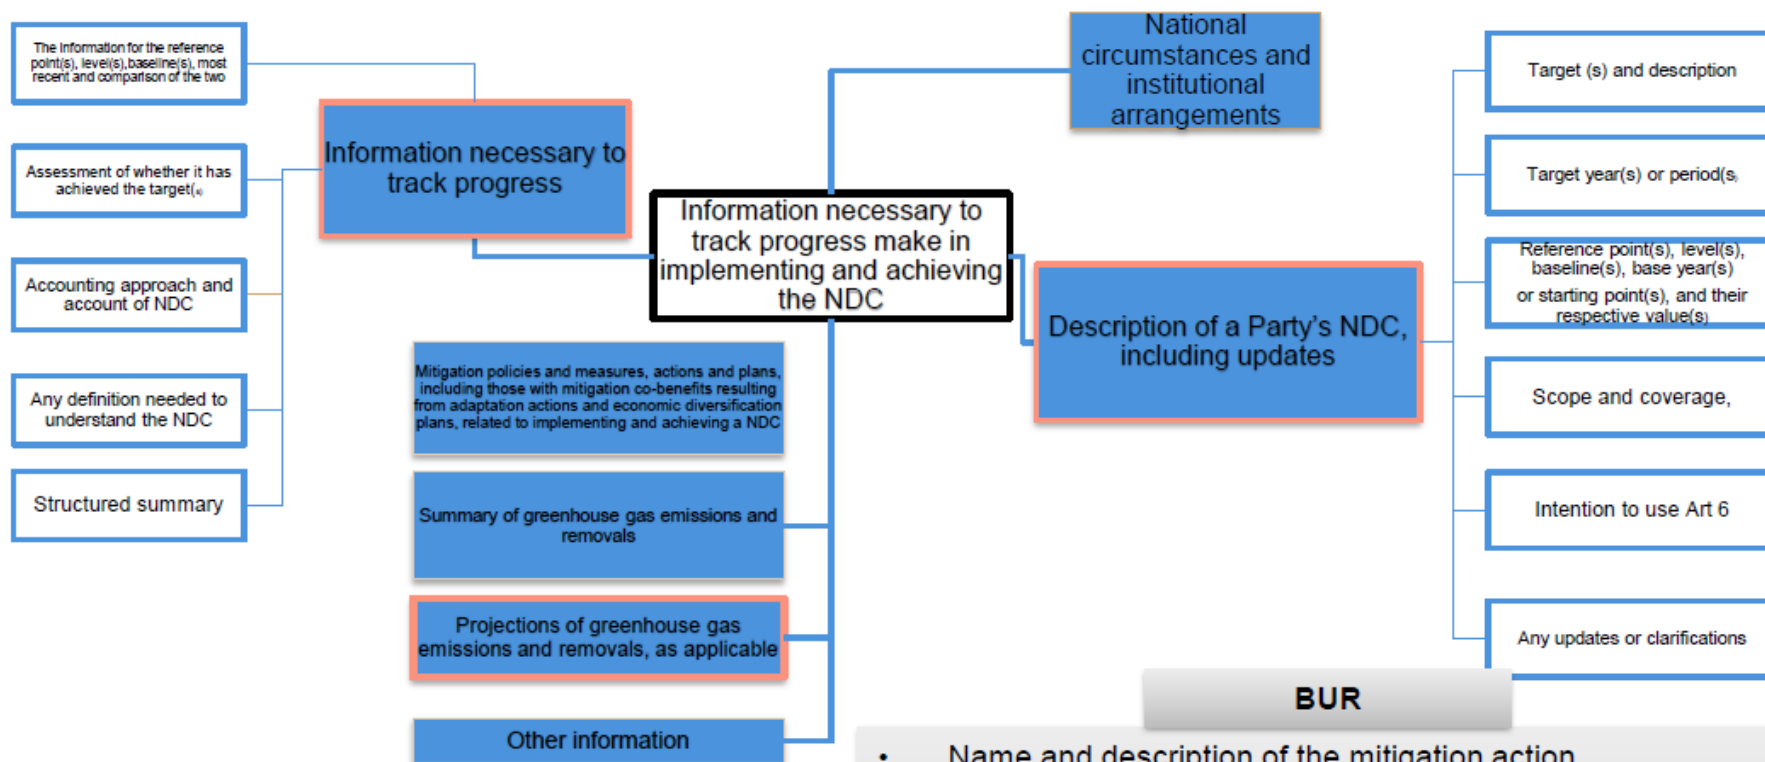 The Information for the reference
point(s), level(s),baseline(s), most
recent and comparison of the two
Assessment of whether it has
achieved the target(s)
Accounting approach and
account of NDC
Any definition needed to
understand the NDC
Structured summary
Information necessary to
track progress
National
circumstances and
institutional
arrangements
Information necessary to
track progress make in
implementing and achieving
the NDC
Mitigation policies and measures, actions and plans,
including those with mitigation co-benefits resulting
from adaptation actions and economic diversification
plans, related to implementing and achieving a NDC
Summary of greenhouse gas emissions and
removals
Projections of greenhouse gas
emissions and removals, as applicable
Other information
Description of a Party's NDC,
including updates
Target (s) and description
Target year(s) or period(s)
Reference point(s), level(s),
baseline(s), base year(s)
or starting point(s), and their
respective value(s)
Scope and coverage,
Intention to use Art 6
Any updates or clarifications
BUR
• Name and description of the mitigation action